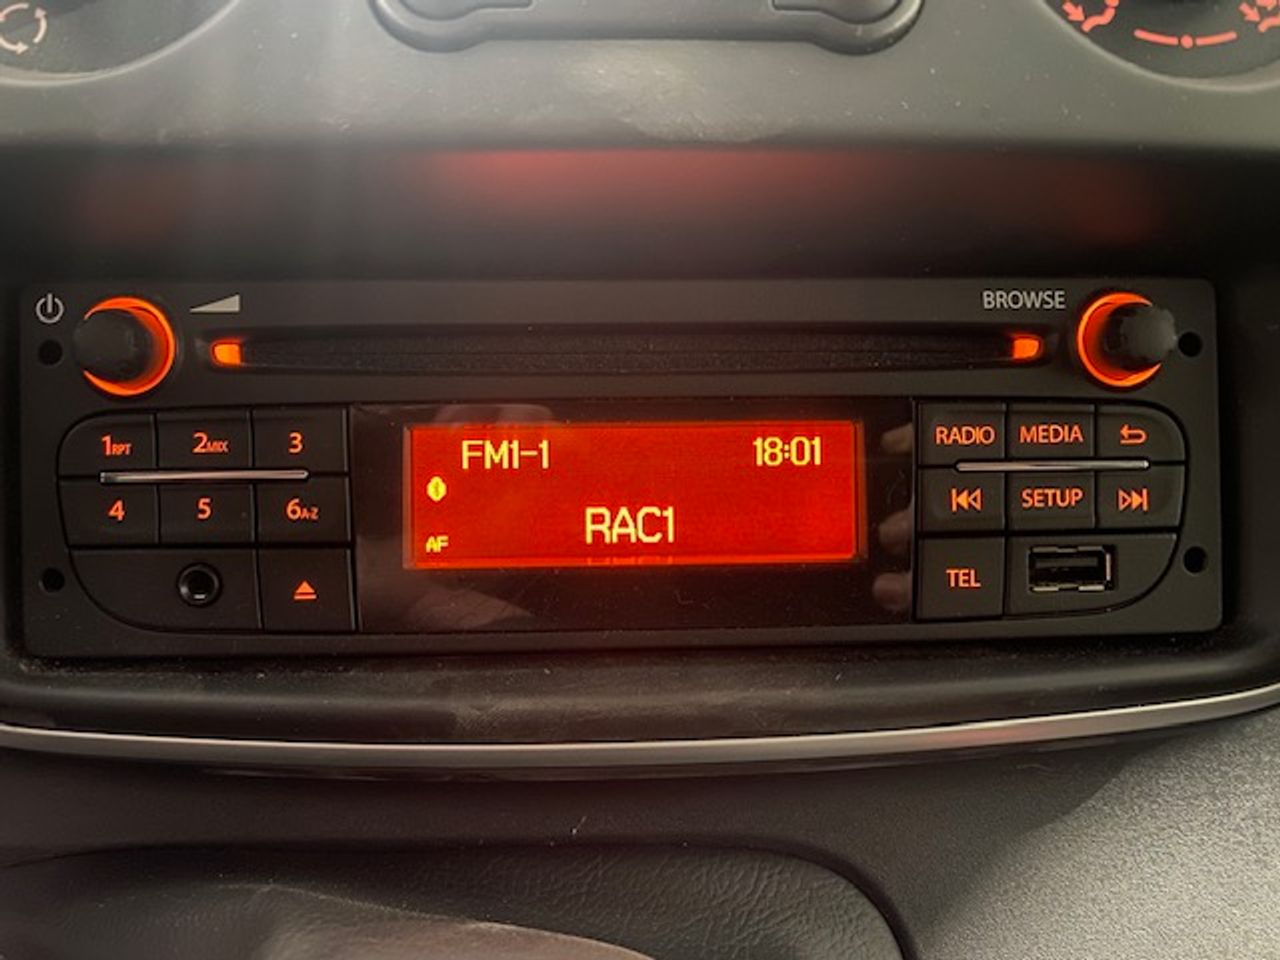 BROWSE
1RPT 2MIX 3
4 5 6A-Z
FM1-1 18:01
AF
RAC1
RADIO MEDIA
SETUP
TEL